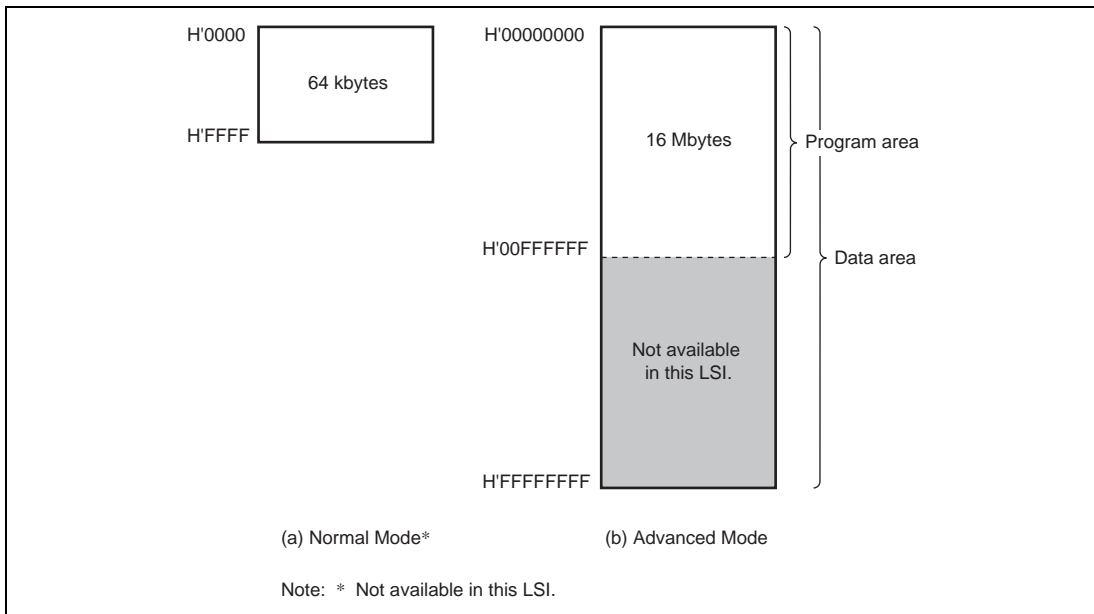 H'0000
64 kbytes
H'FFFF
H'00000000
16 Mbytes
Program area
H'00FFFFFF
Data area
Not available
in this LSI.
H'FFFFFFFF
(a) Normal Mode*
(b) Advanced Mode
Note: * Not available in this LSI.